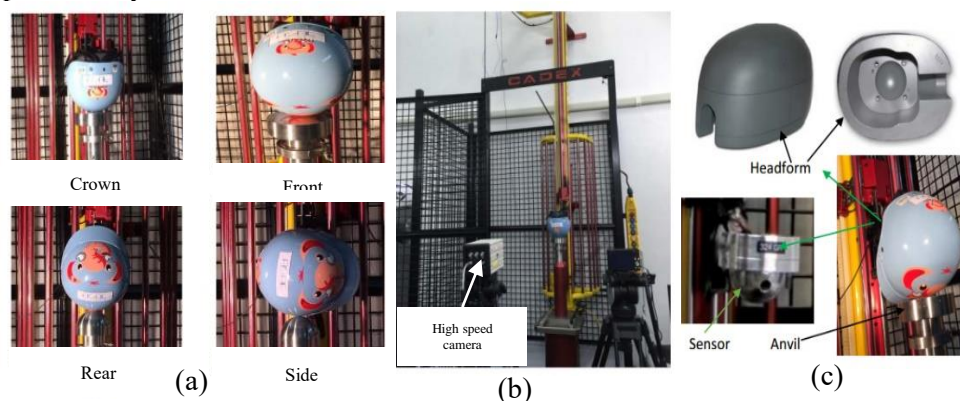 Crown
Front
Rear
Side
(a)
CADEX
High speed
camera
(b)
Headform
Sensor
Anvil
(c)